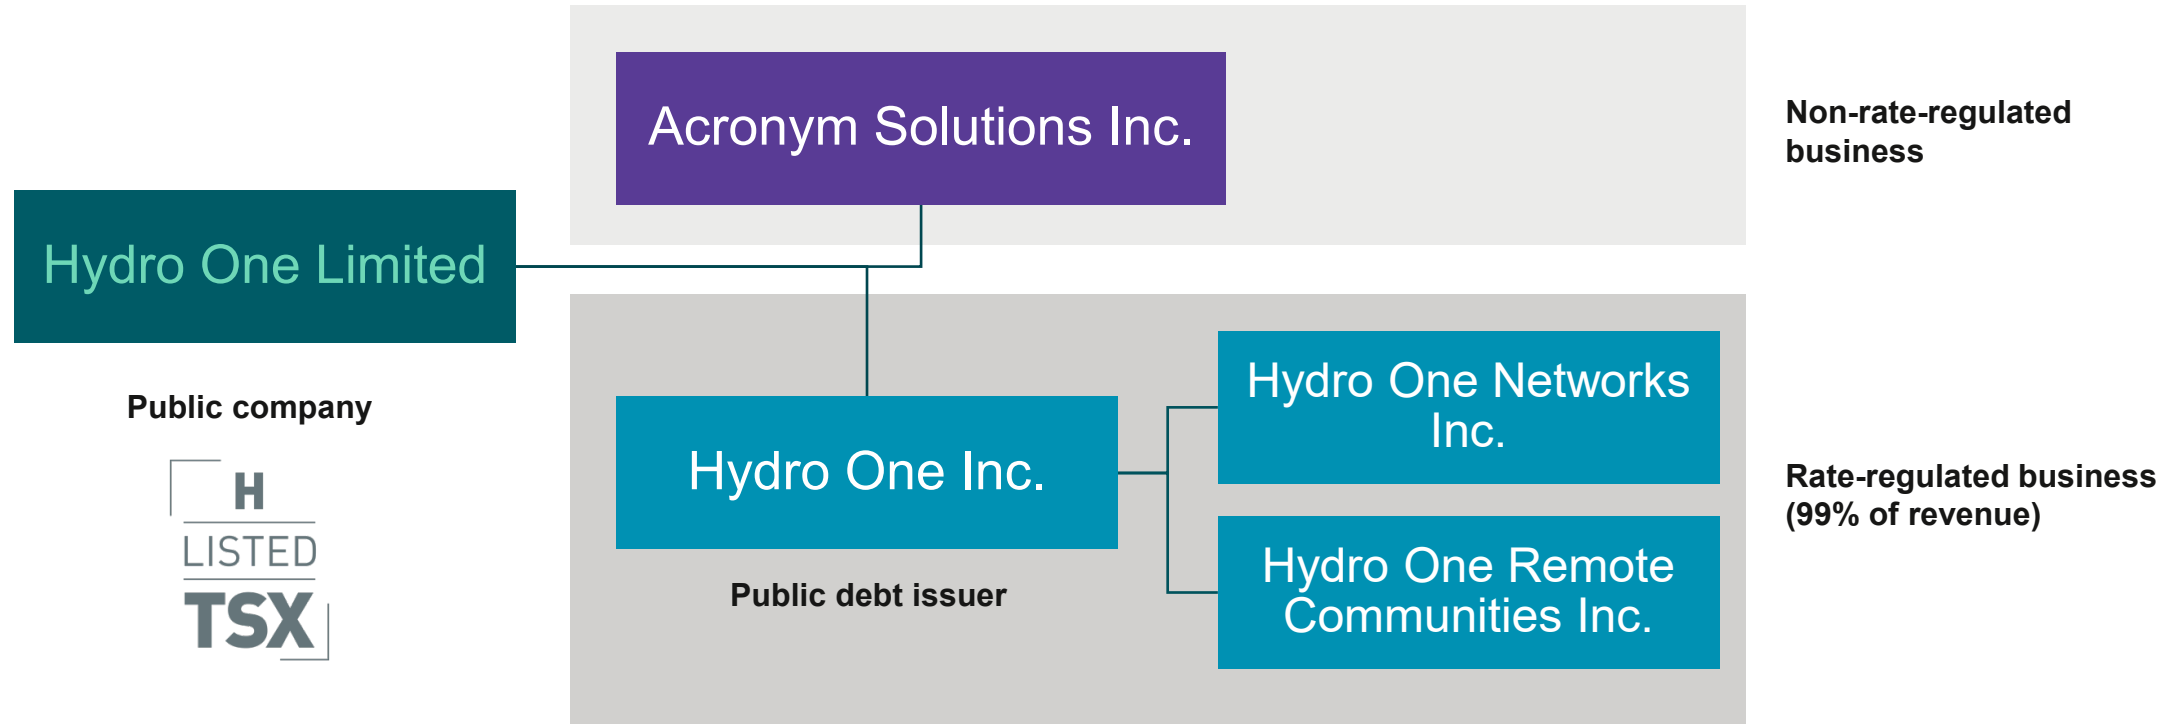 Acronym Solutions Inc.
Non-rate-regulated
business
Hydro One Limited
Public company
H
LISTED
TSX
Hydro One Inc.
Public debt issuer
Hydro One Networks
Inc.
Hydro One Remote
Communities Inc.
Rate-regulated business
(99% of revenue)